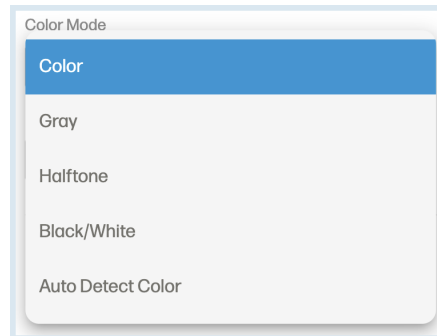 Color Mode
Color
Gray
Halftone
Black/White
Auto Detect Color